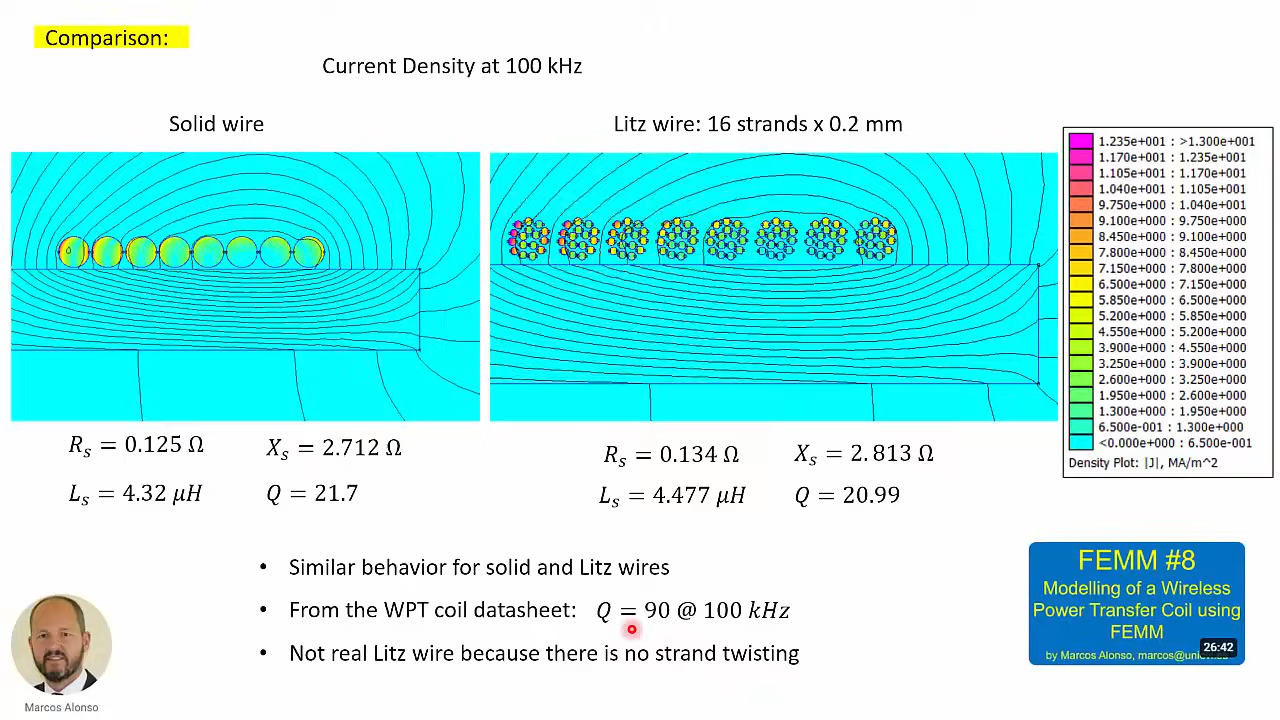 Comparison:
Current Density at 100 kHz
Solid wire
Litz wire: 16 strands x 0.2 mm
1.235e+001 : >1.300e+001
1.170e+001 : 1.235e+001
1.105e+001 : 1.170e+001
1.040e+001 : 1.105e+001
9.750e+000 : 1.040e+001
9.100e+000 : 9.750e+000
8.450e+000 : 9.100e+000
7.800e+000 : 8.450e+000
7.150e+000 : 7.800e+000
6.500e+000 : 7.150e+000
5.850e+000 : 6.500e+000
5.200e+000 : 5.850e+000
4.550e+000 : 5.200e+000
3.900e+000 : 4.550e+000
3.250e+000 : 3.900e+000
2.600e+000 : 3.250e+000
1.950e+000 : 2.600e+000
1.300e+000 : 1.950e+000
6.500e-001 : 1.300e+000
<0.000e+000 : 6.500e-001
Density Plot: |J|, MA/m^2
R_s = 0.125 Ω X_s = 2.712 Ω
L_s = 4.32 μH Q = 21.7
R_s = 0.134 Ω X_s = 2.813 Ω
L_s = 4.477 μH Q = 20.99
• Similar behavior for solid and Litz wires
• From the WPT coil datasheet: Q = 90 @ 100 kHz
• Not real Litz wire because there is no strand twisting
FEMM #8
Modelling of a Wireless
Power Transfer Coil using
FEMM
by Marcos Alonso,
26:42
Marcos Alonso